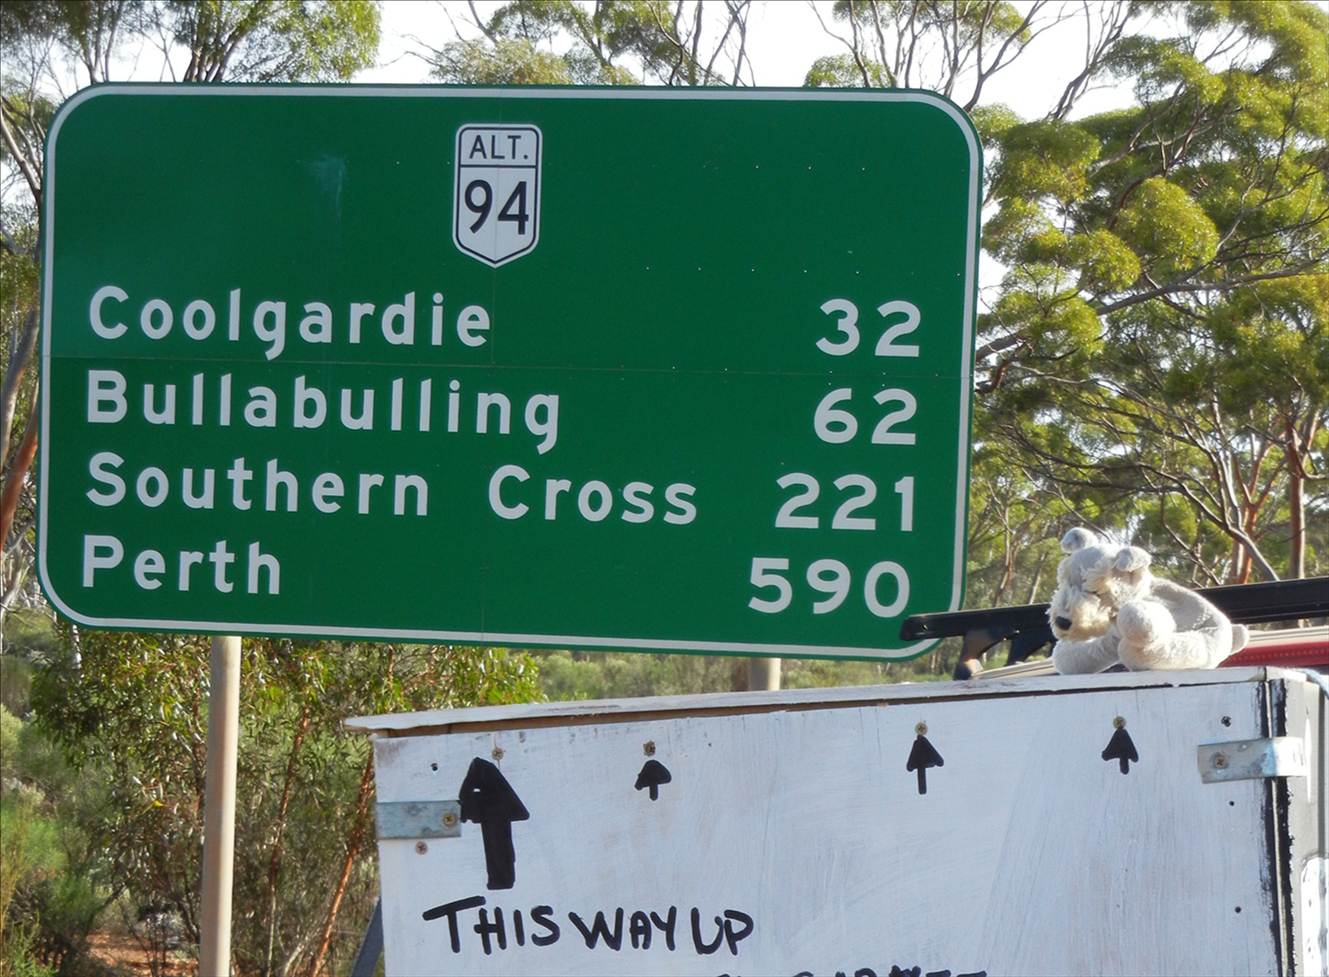 ALT.
94
Coolgardie 32
Bullabulling 62
Southern Cross 221
Perth 590
THIS WAY UP